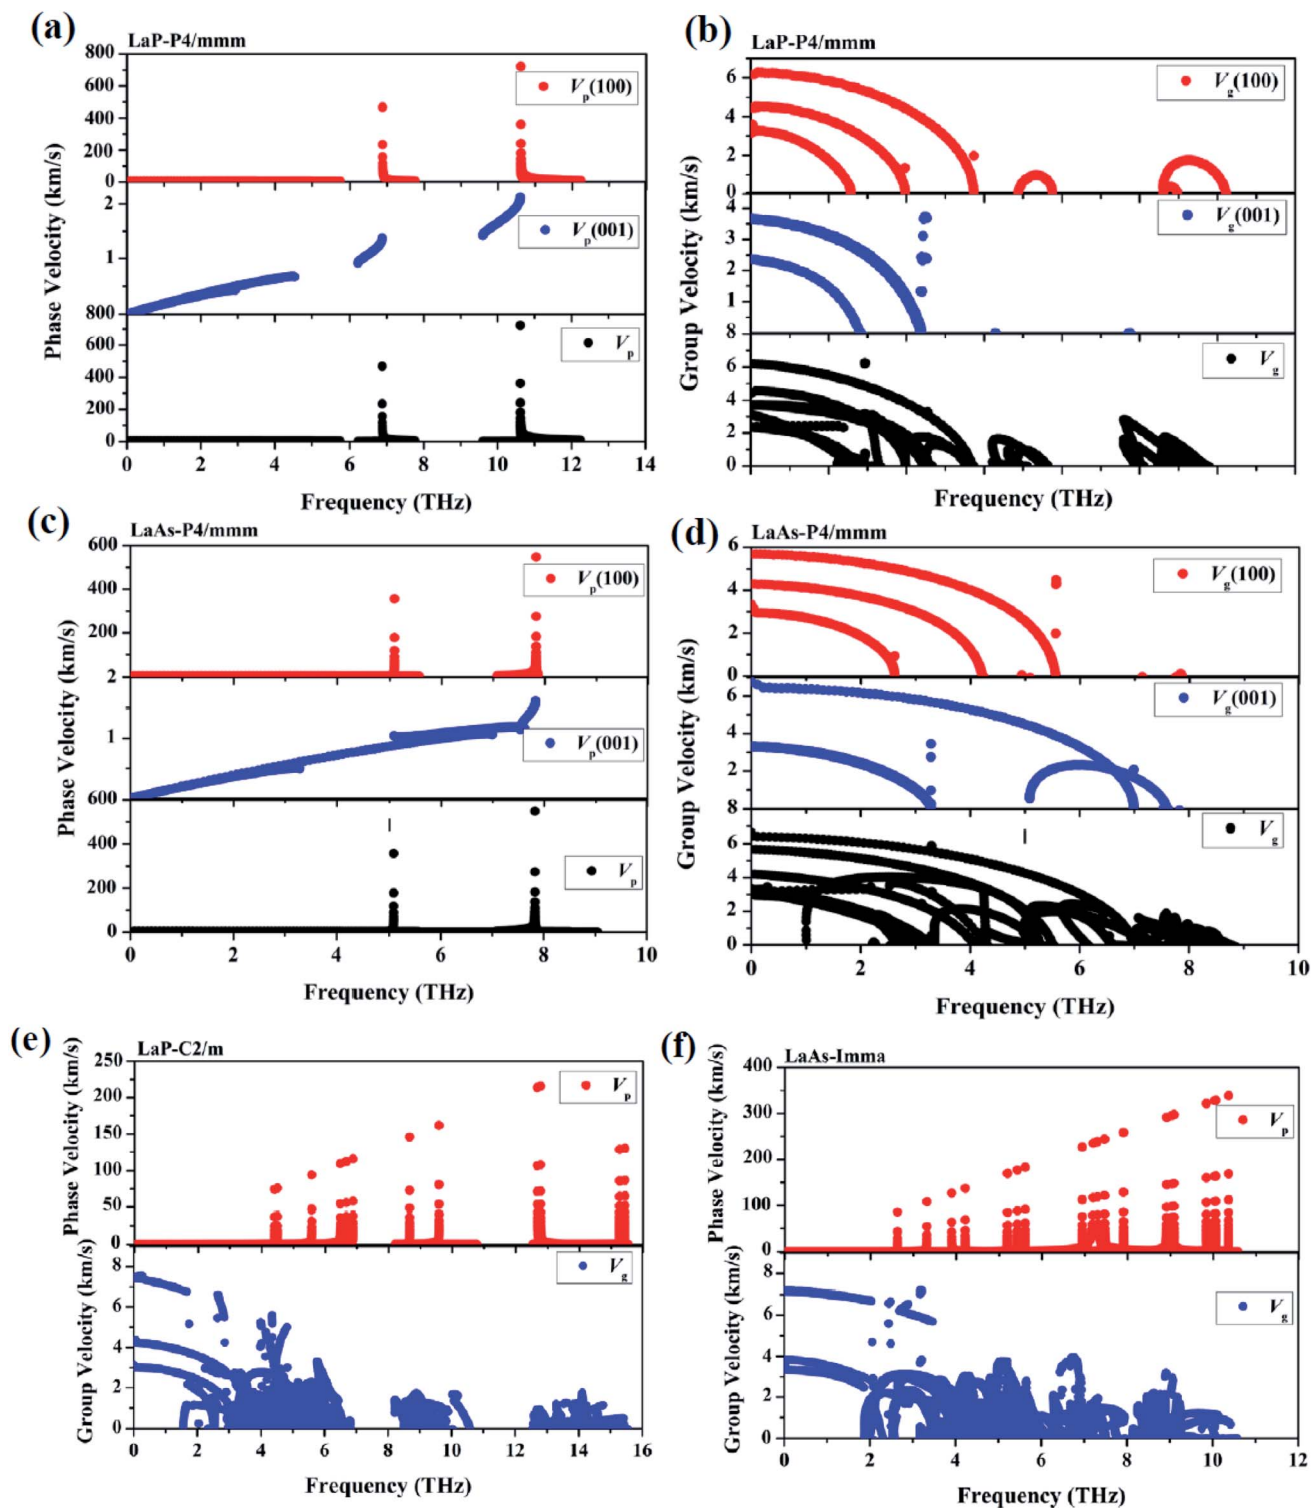 (a)
LaP-P4/mmm
800
600
400
200
0
V_p(100)
2
1
V_p(001)
800
600
400
200
0
V_p
0 2 4 6 8 10 12 14
Phase Velocity (km/s)
Frequency (THz)
(b)
LaP-P4/mmm
6
4
2
0
V_g(100)
4
3
2
1
V_g(001)
8
6
4
2
0
V_g
0 2 4 6 8 10 12 14
Group Velocity (km/s)
Frequency (THz)
(c)
LaAs-P4/mmm
600
400
200
2
V_p(100)
1
V_p(001)
600
400
200
0
V_p
0 2 4 6 8 10
Phase Velocity (km/s)
Frequency (THz)
(d)
LaAs-P4/mmm
6
4
2
0
V_g(100)
6
4
2
V_g(001)
8
6
4
2
0
V_g
0 2 4 6 8 10
Group Velocity (km/s)
Frequency (THz)
(e)
LaP-C2/m
250
200
150
100
50
0
V_p
Phase Velocity (km/s)
8
6
4
2
0
V_g
Group Velocity (km/s)
0 2 4 6 8 10 12 14 16
Frequency (THz)
(f)
LaAs-Imma
400
300
200
100
0
V_p
Phase Velocity (km/s)
8
6
4
2
0
V_g
Group Velocity (km/s)
0 2 4 6 8 10 12
Frequency (THz)